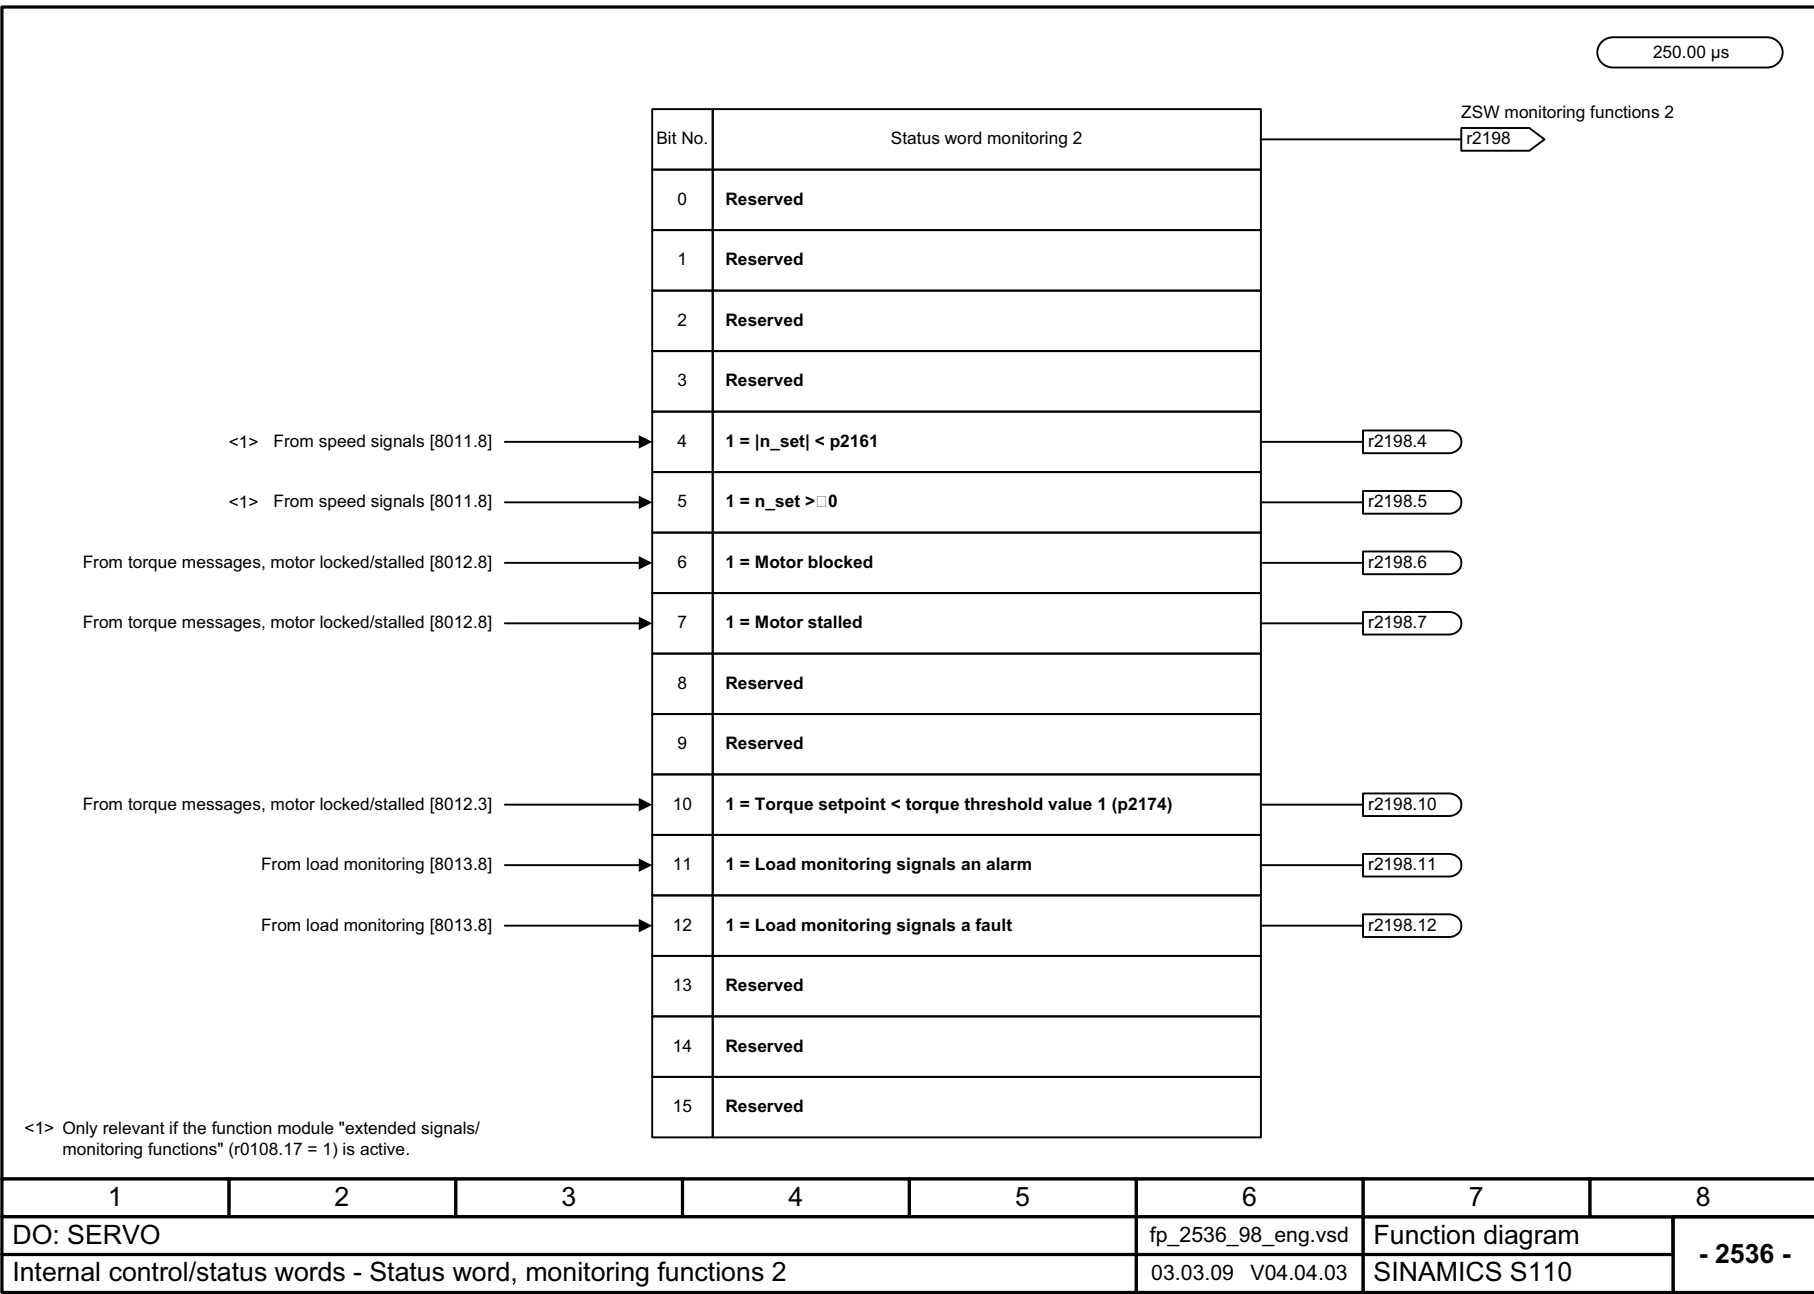 250.00 µs
ZSW monitoring functions 2
Bit No. Status word monitoring 2 r2198
0 Reserved
1 Reserved
2 Reserved
3 Reserved
<1> From speed signals [8011.8] 4 1 = |n_set| < p2161 r2198.4
<1> From speed signals [8011.8] 5 1 = n_set >□0 r2198.5
From torque messages, motor locked/stalled [8012.8] 6 1 = Motor blocked r2198.6
From torque messages, motor locked/stalled [8012.8] 7 1 = Motor stalled r2198.7
8 Reserved
9 Reserved
From torque messages, motor locked/stalled [8012.3] 10 1 = Torque setpoint < torque threshold value 1 (p2174) r2198.10
From load monitoring [8013.8] 11 1 = Load monitoring signals an alarm r2198.11
From load monitoring [8013.8] 12 1 = Load monitoring signals a fault r2198.12
13 Reserved
14 Reserved
15 Reserved
<1> Only relevant if the function module "extended signals/
monitoring functions" (r0108.17 = 1) is active.
1 2 3 4 5 6 7 8
DO: SERVO fp_2536_98_eng.vsd Function diagram
- 2536 -
Internal control/status words - Status word, monitoring functions 2 03.03.09 V04.04.03 SINAMICS S110